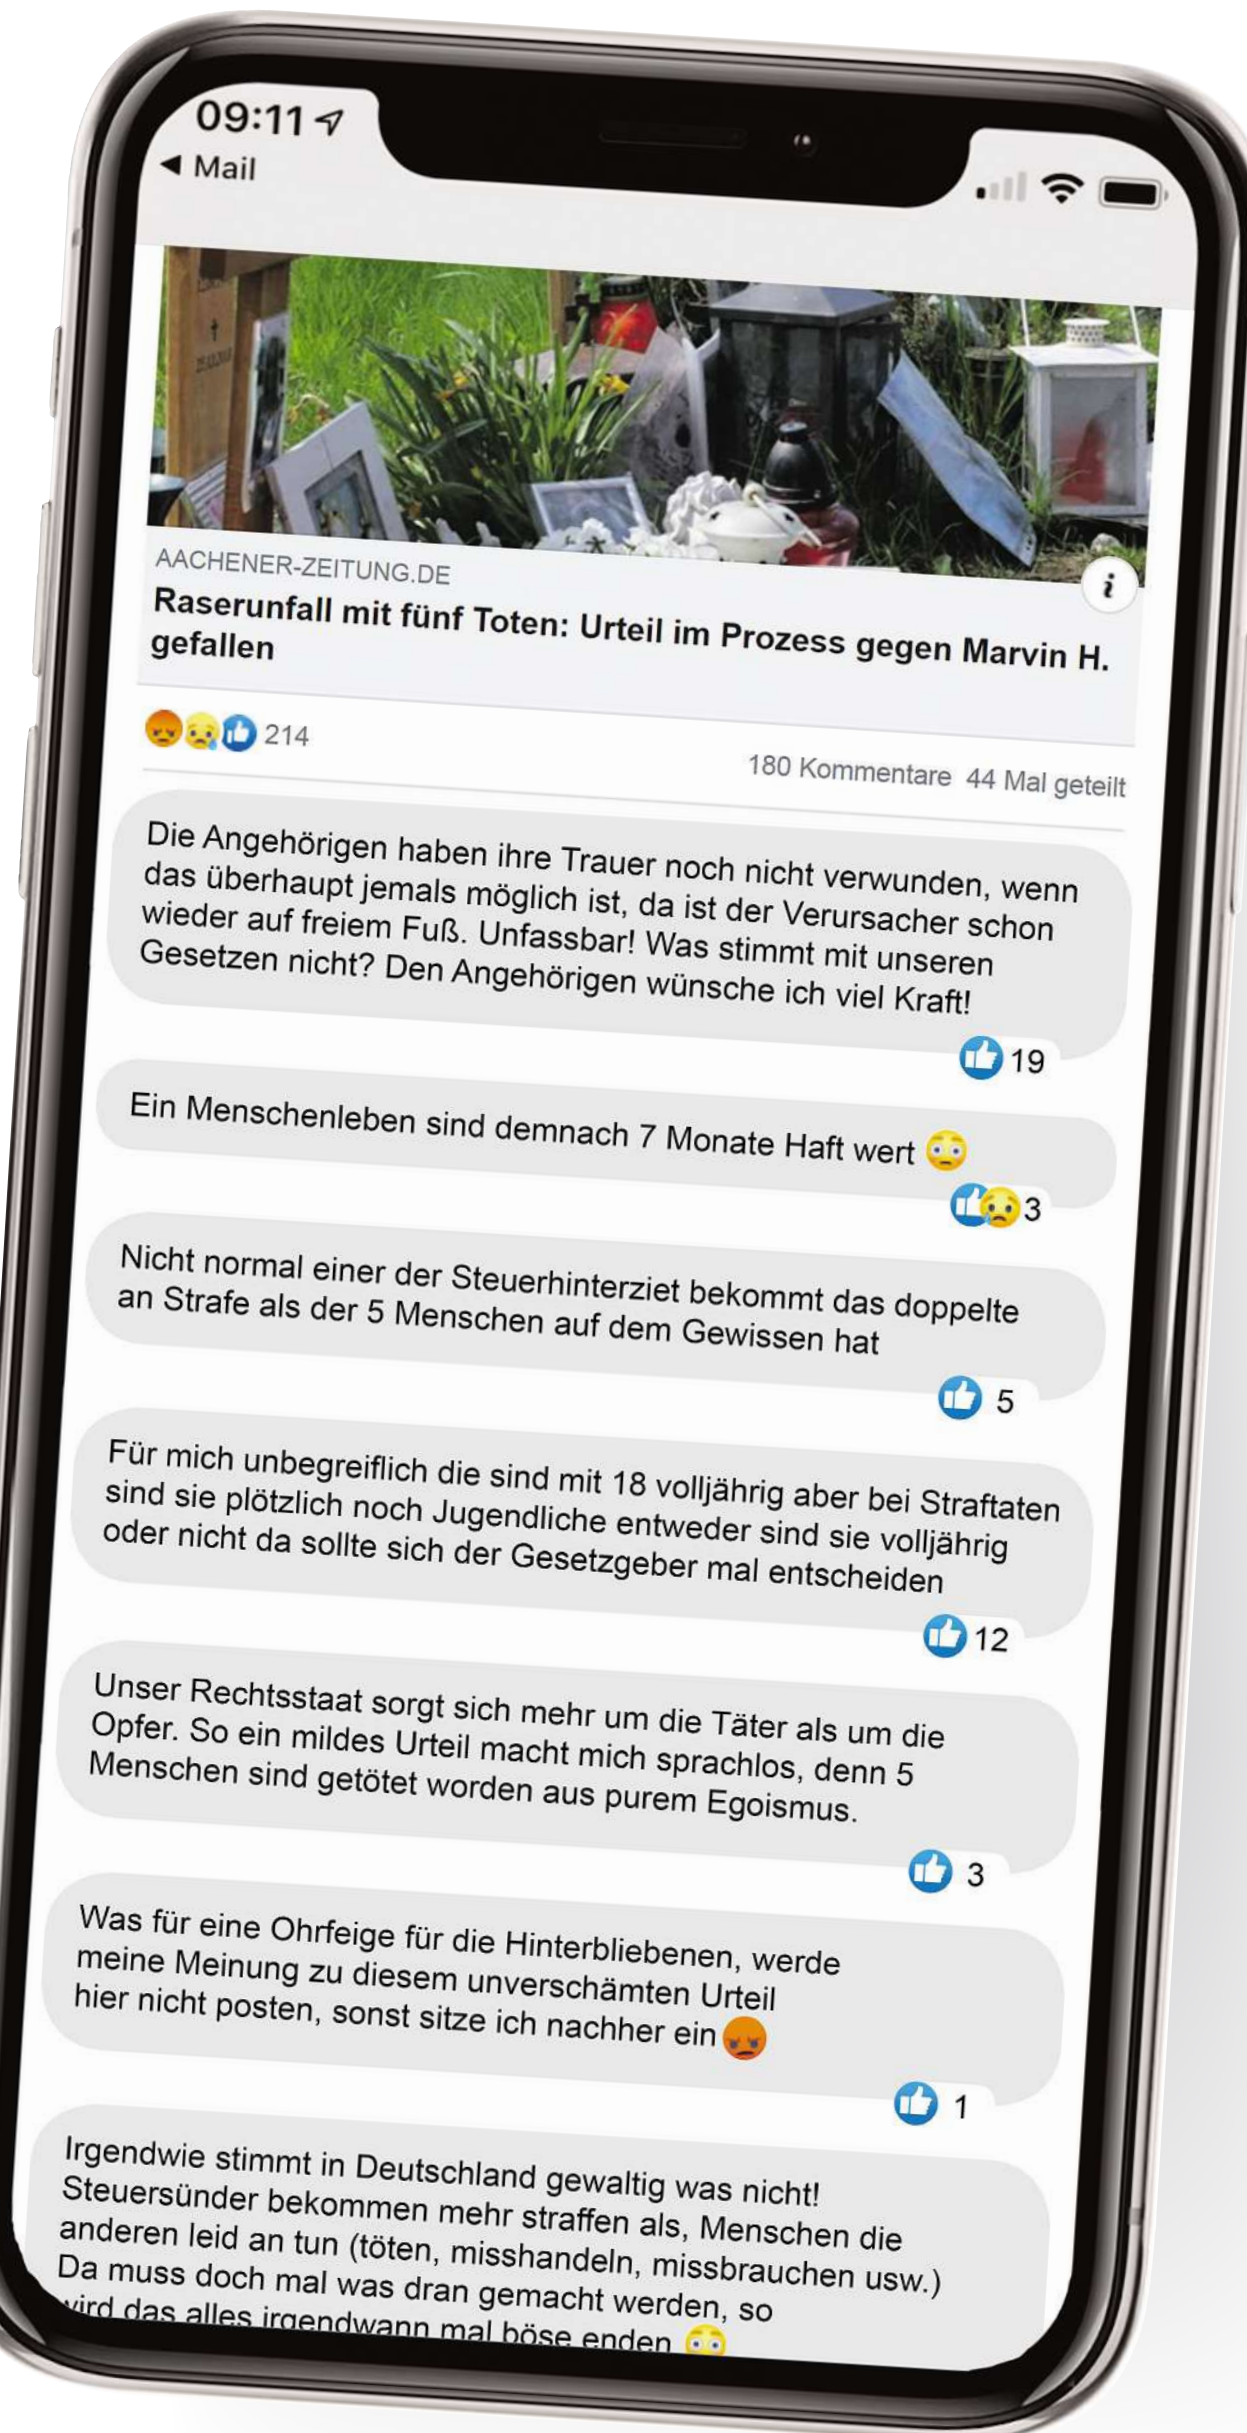 09:11
Mail
AACHENER-ZEITUNG.DE
i
Raserunfall mit fünf Toten: Urteil im Prozess gegen Marvin H.
gefallen
214
180 Kommentare 44 Mal geteilt
Die Angehörigen haben ihre Trauer noch nicht verwunden, wenn
das überhaupt jemals möglich ist, da ist der Verursacher schon
wieder auf freiem Fuß. Unfassbar! Was stimmt mit unseren
Gesetzen nicht? Den Angehörigen wünsche ich viel Kraft!
19
Ein Menschenleben sind demnach 7 Monate Haft wert 😳
3
Nicht normal einer der Steuerhinterziet bekommt das doppelte
an Strafe als der 5 Menschen auf dem Gewissen hat
5
Für mich unbegreiflich die sind mit 18 volljährig aber bei Straftaten
sind sie plötzlich noch Jugendliche entweder sind sie volljährig
oder nicht da sollte sich der Gesetzgeber mal entscheiden
12
Unser Rechtsstaat sorgt sich mehr um die Täter als um die
Opfer. So ein mildes Urteil macht mich sprachlos, denn 5
Menschen sind getötet worden aus purem Egoismus.
3
Was für eine Ohrfeige für die Hinterbliebenen, werde
meine Meinung zu diesem unverschämten Urteil
hier nicht posten, sonst sitze ich nachher ein 😡
1
Irgendwie stimmt in Deutschland gewaltig was nicht!
Steuersünder bekommen mehr straffen als, Menschen die
anderen leid an tun (töten, misshandeln, missbrauchen usw.)
Da muss doch mal was dran gemacht werden, so
wird das alles irgendwann mal böse enden 😳